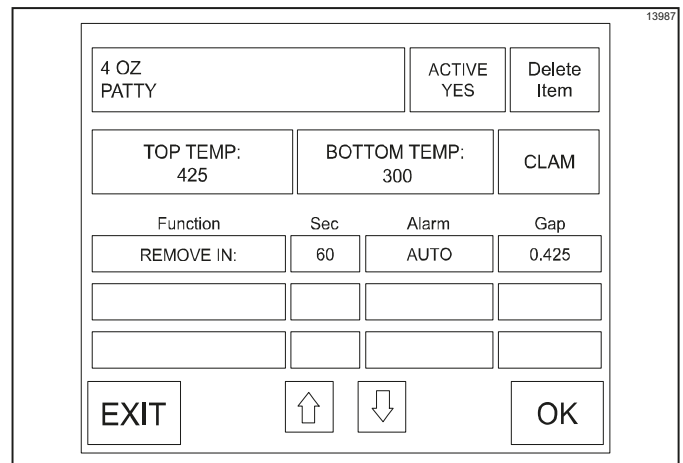 13987
4 OZ
PATTY
ACTIVE
YES
Delete
Item
TOP TEMP:
425
BOTTOM TEMP:
300
CLAM
Function Sec Alarm Gap
REMOVE IN: 60 AUTO 0.425
EXIT
OK